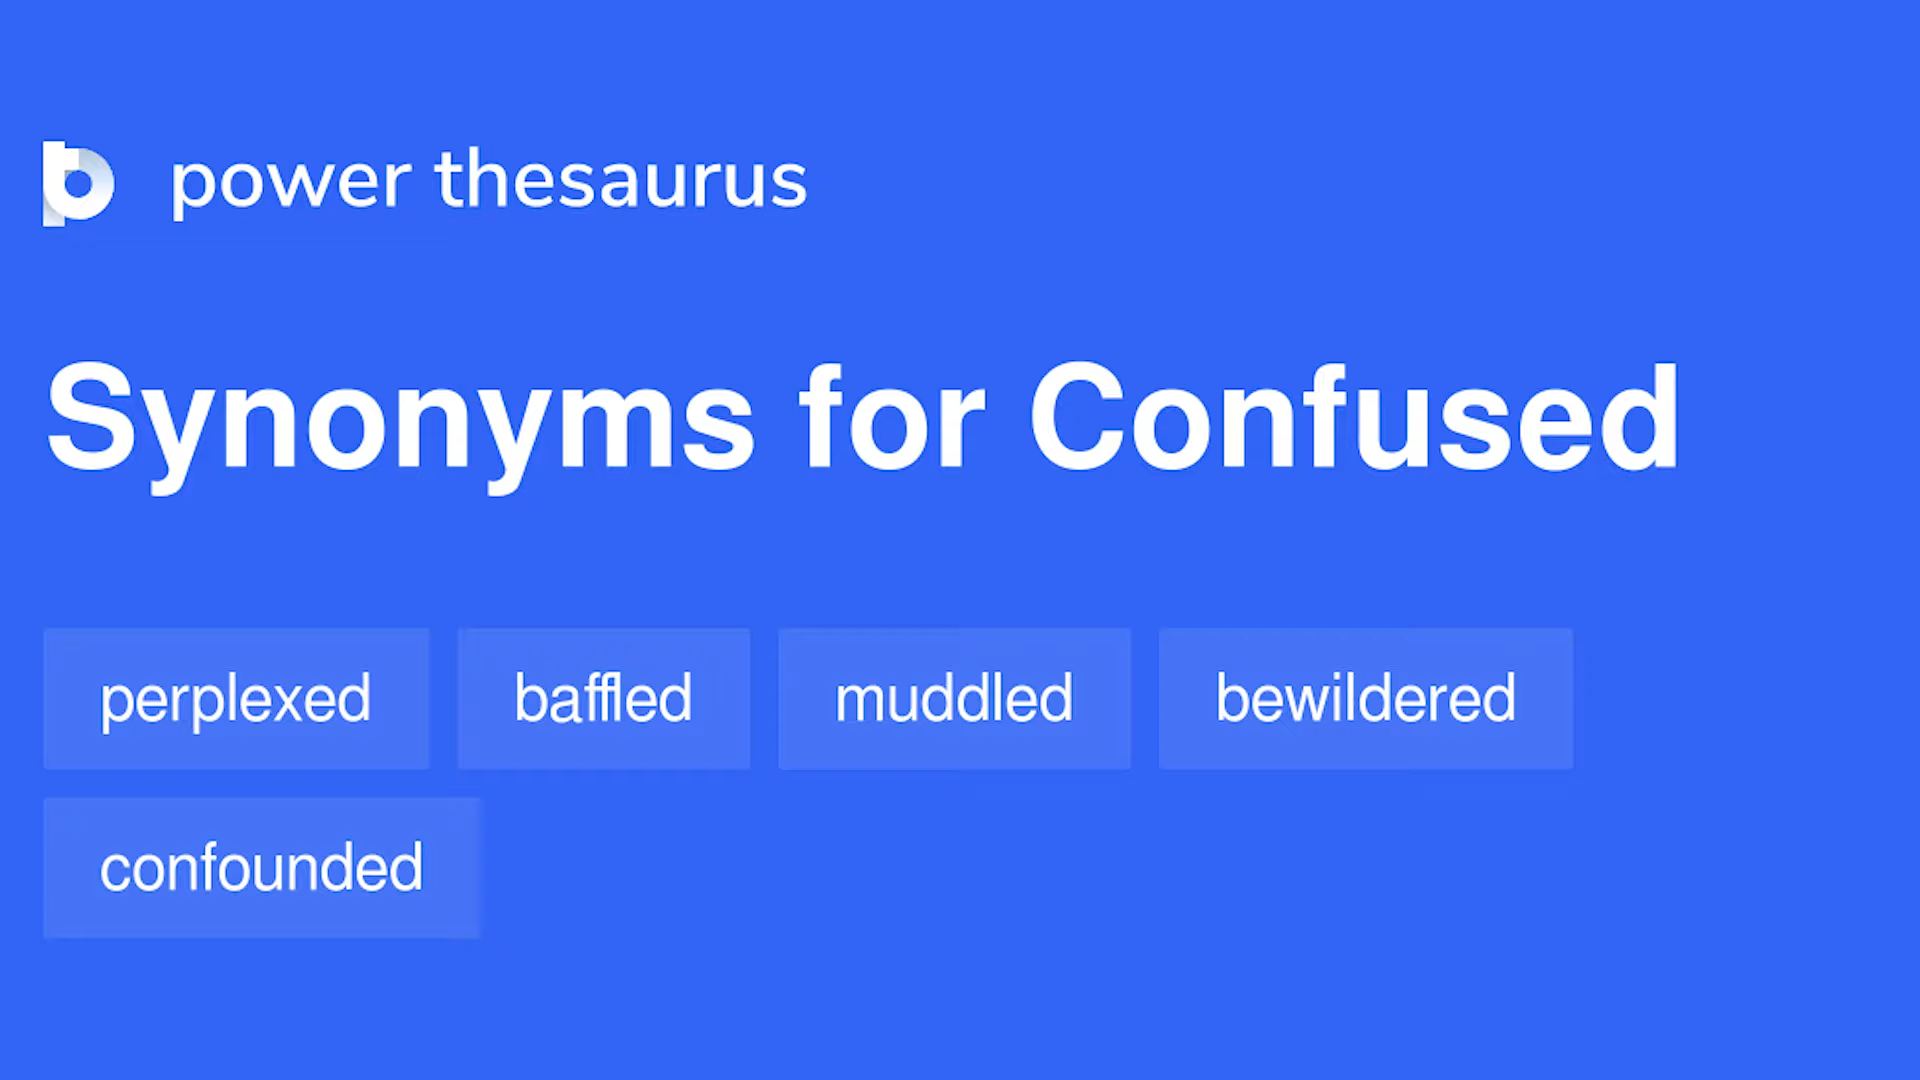 power thesaurus
Synonyms for Confused
perplexed baffled muddled bewildered
confounded